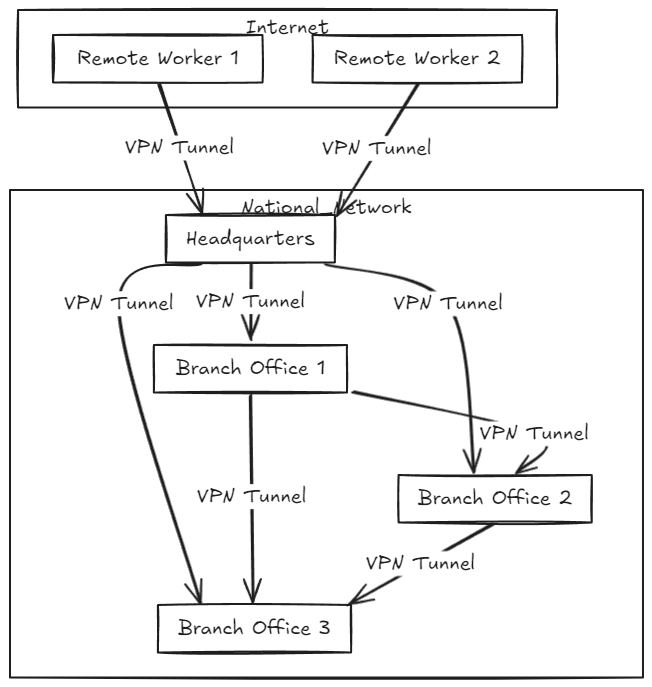 Internet
Remote Worker 1
Remote Worker 2
VPN Tunnel
VPN Tunnel
National Network
Headquarters
VPN Tunnel
VPN Tunnel
VPN Tunnel
Branch Office 1
VPN Tunnel
VPN Tunnel
Branch Office 2
VPN Tunnel
Branch Office 3